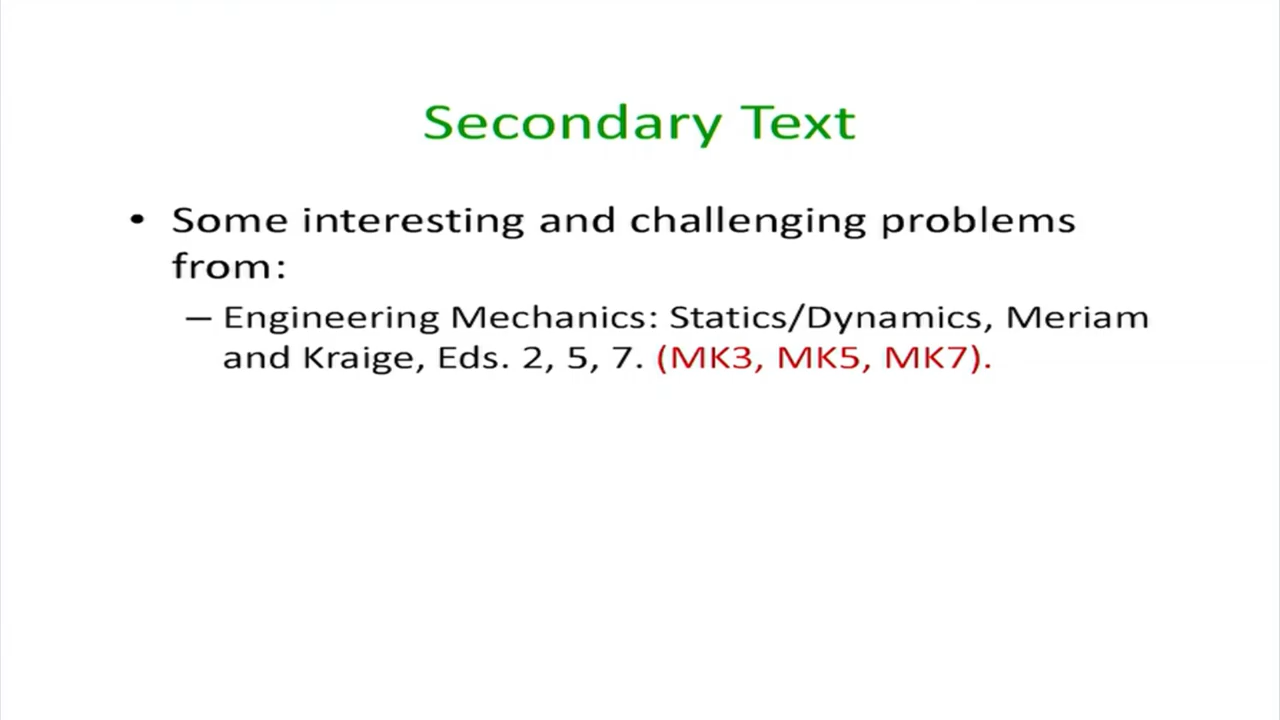 Secondary Text
• Some interesting and challenging problems
from:
– Engineering Mechanics: Statics/Dynamics, Meriam
and Kraige, Eds. 2, 5, 7. (MK3, MK5, MK7).